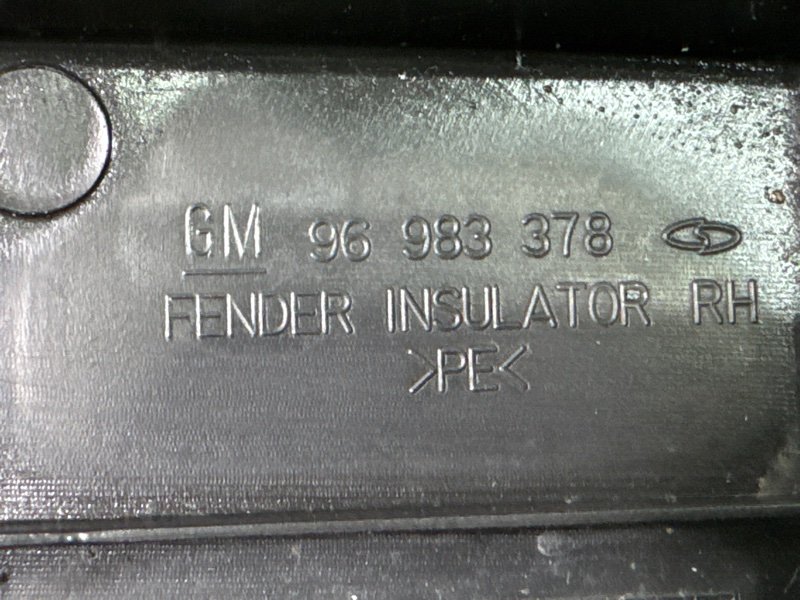 GM 96 983 378
FENDER INSULATOR RH
>PE<